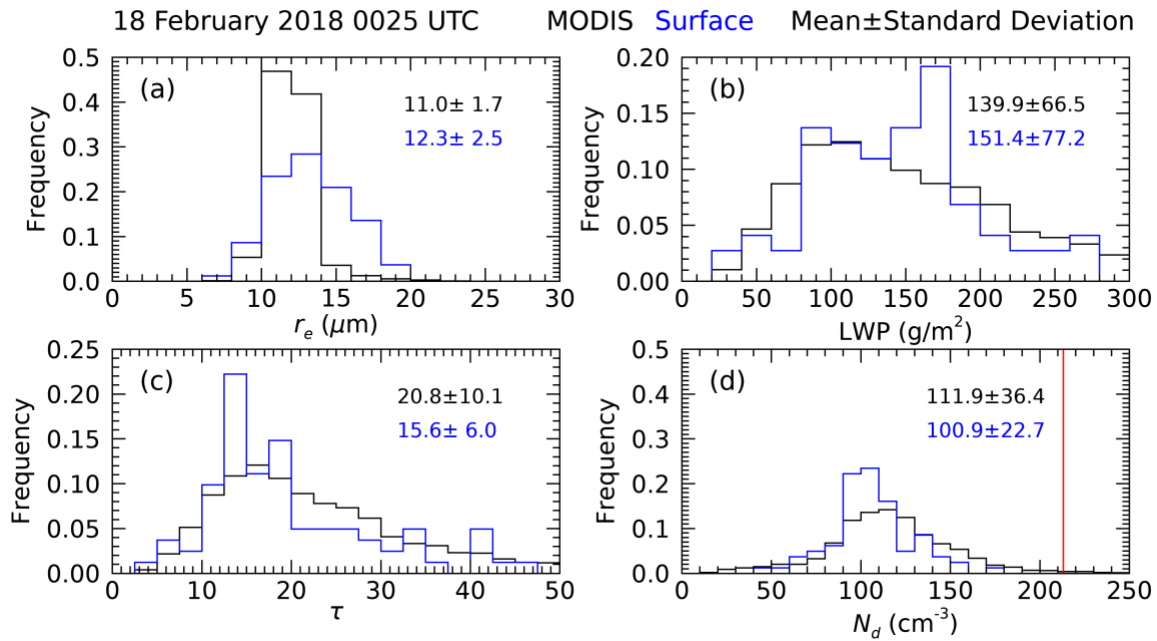 18 February 2018 0025 UTC MODIS Surface Mean±Standard Deviation
(a)
11.0± 1.7
12.3± 2.5
Frequency
0.5
0.4
0.3
0.2
0.1
0.0
0 5 10 15 20 25 30
r_e (μm)
(b)
139.9±66.5
151.4±77.2
Frequency
0.20
0.15
0.10
0.05
0.00
0 50 100 150 200 250 300
LWP (g/m²)
(c)
20.8±10.1
15.6± 6.0
Frequency
0.25
0.20
0.15
0.10
0.05
0.00
0 10 20 30 40 50
τ
(d)
111.9±36.4
100.9±22.7
Frequency
0.5
0.4
0.3
0.2
0.1
0.0
0 50 100 150 200 250
N_d (cm⁻³)